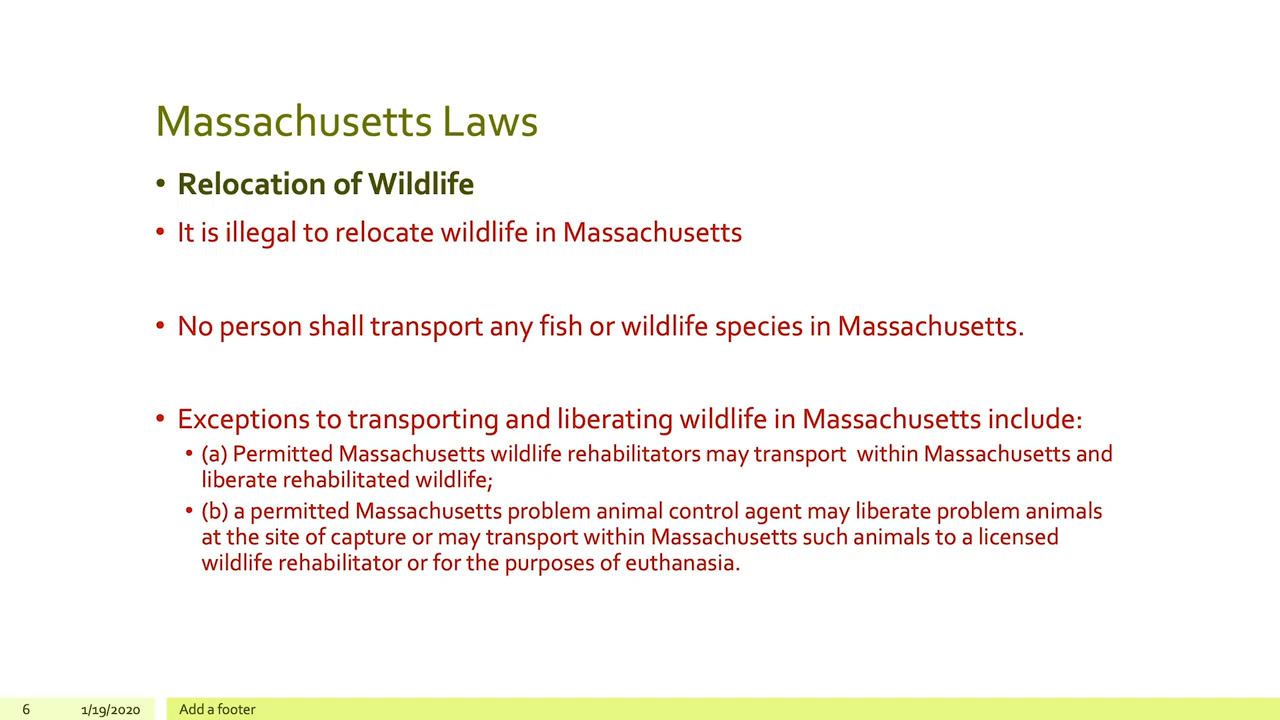 Massachusetts Laws
• Relocation of Wildlife
• It is illegal to relocate wildlife in Massachusetts
• No person shall transport any fish or wildlife species in Massachusetts.
• Exceptions to transporting and liberating wildlife in Massachusetts include:
• (a) Permitted Massachusetts wildlife rehabilitators may transport  within Massachusetts and
liberate rehabilitated wildlife;
• (b) a permitted Massachusetts problem animal control agent may liberate problem animals
at the site of capture or may transport within Massachusetts such animals to a licensed
wildlife rehabilitator or for the purposes of euthanasia.
6 1/19/2020 Add a footer